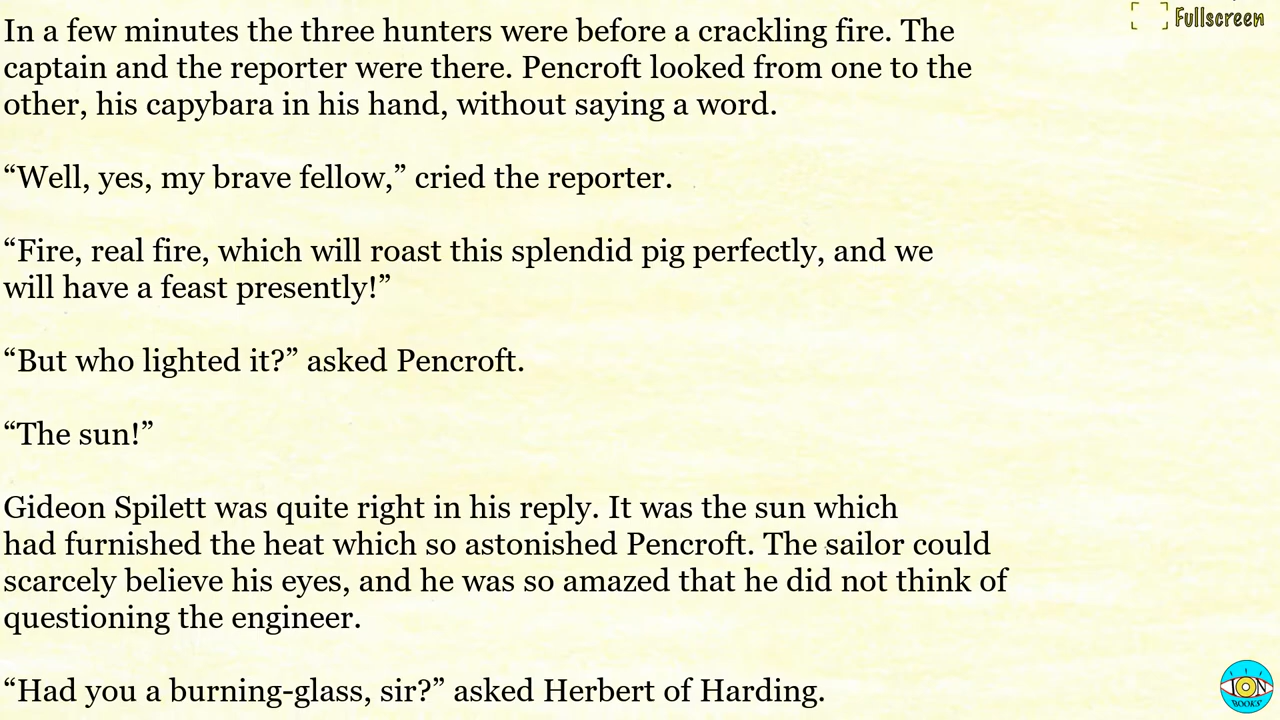 Fullscreen
In a few minutes the three hunters were before a crackling fire. The
captain and the reporter were there. Pencroft looked from one to the
other, his capybara in his hand, without saying a word.
“Well, yes, my brave fellow,” cried the reporter.
“Fire, real fire, which will roast this splendid pig perfectly, and we
will have a feast presently!”
“But who lighted it?” asked Pencroft.
“The sun!”
Gideon Spilett was quite right in his reply. It was the sun which
had furnished the heat which so astonished Pencroft. The sailor could
scarcely believe his eyes, and he was so amazed that he did not think of
questioning the engineer.
“Had you a burning-glass, sir?” asked Herbert of Harding.
ION
BOOKS